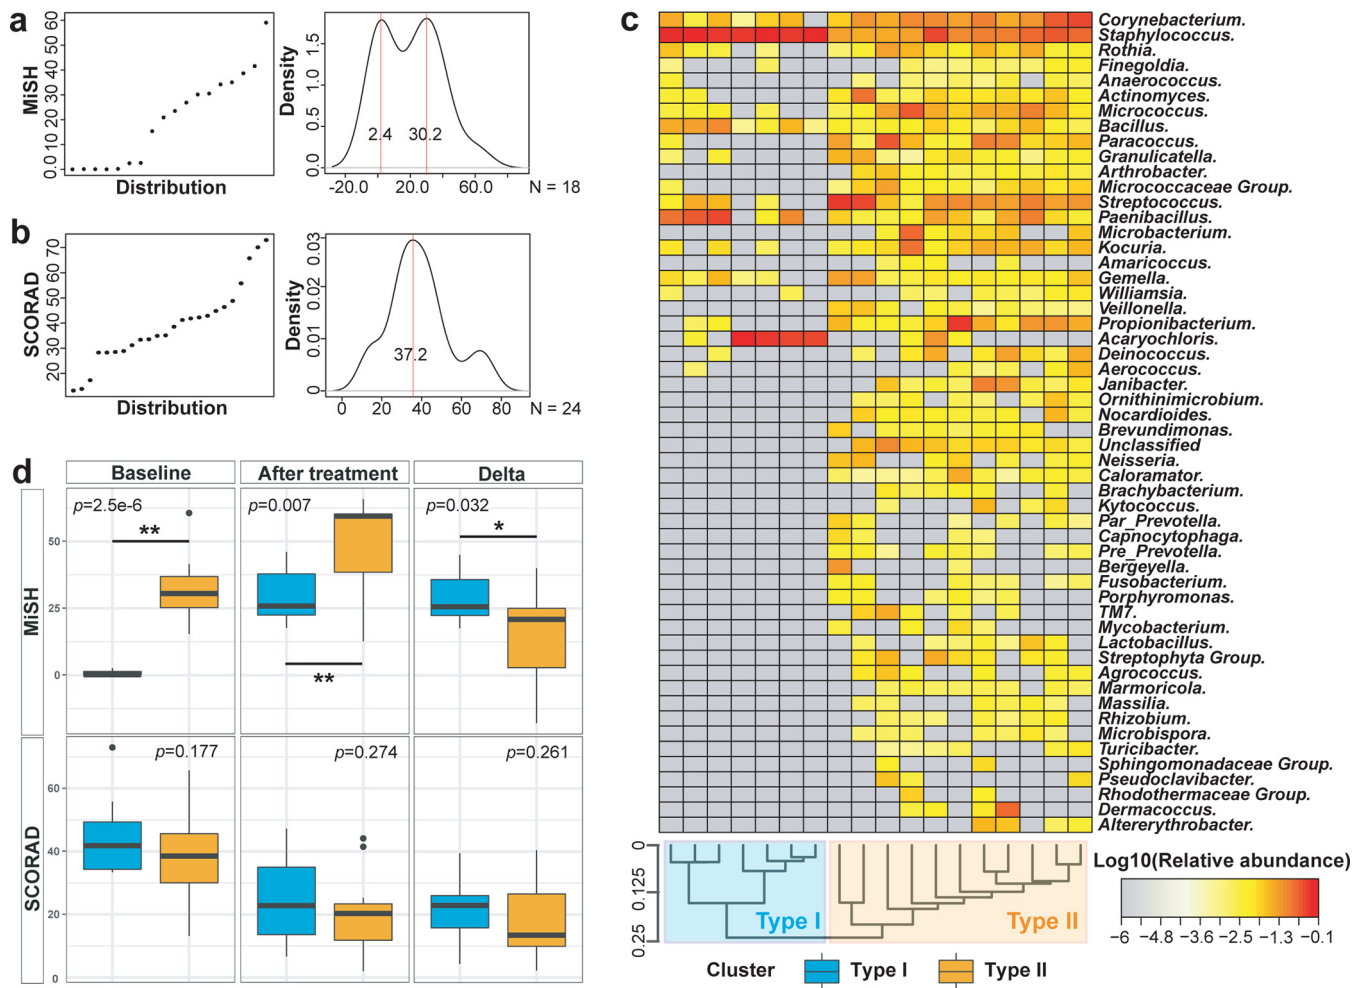 a
MiSH
0.0 10 20 30 40 50 60
Distribution
Density
0.0 0.5 1.0 1.5
2.4 30.2
-20.0 0 20.0 60.0
N = 18
b
SCORAD
20 30 40 50 60 70
Distribution
Density
0 0.01 0.02 0.03
37.2
0 20 40 60 80
N = 24
c
Corynebacterium.
Staphylococcus.
Rothia.
Finegoldia.
Anaerococcus.
Actinomyces.
Micrococcus.
Bacillus.
Paracoccus.
Granulicatella.
Arthrobacter.
Micrococcaceae Group.
Streptococcus.
Paenibacillus.
Microbacterium.
Kocuria.
Amaricoccus.
Gemella.
Williamsia.
Veillonella.
Propionibacterium.
Acaryochloris.
Deinococcus.
Aerococcus.
Janibacter.
Ornithinimicrobium.
Nocardioides.
Brevundimonas.
Unclassified
Neisseria.
Caloramator.
Brachybacterium.
Kytococcus.
Par_Prevotella.
Capnocytophaga.
Pre_Prevotella.
Bergeyella.
Fusobacterium.
Porphyromonas.
TM7.
Mycobacterium.
Lactobacillus.
Streptophyta Group.
Agrococcus.
Marmoricola.
Massilia.
Rhizobium.
Microbispora.
Turicibacter.
Sphingomonadaceae Group.
Pseudoclavibacter.
Rhodothermaceae Group.
Dermacoccus.
Altererythrobacter.
0
0.125
0.25
Type I
Type II
Log10(Relative abundance)
−6 −4.8 −3.6 −2.5 −1.3 −0.1
d
Baseline
After treatment
Delta
MiSH
50
25
0
p=2.5e-6
**
p=0.007
**
p=0.032
*
SCORAD
60
40
20
0
p=0.177
p=0.274
p=0.261
Cluster
Type I
Type II